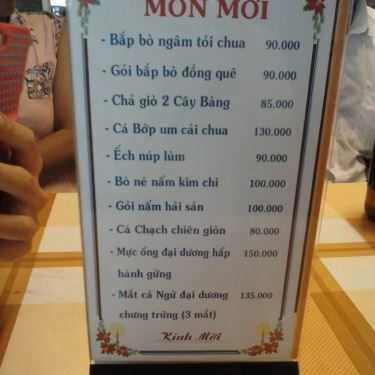 MÓN MỚI
- Bắp bò ngâm tỏi chua 90.000
- Gỏi bắp bò đồng quê 90.000
- Chả giò 2 Cây Bàng 85.000
- Cá Bớp um cải chua 130.000
- Ếch núp lùm 90.000
- Bò né nấm kim chi 100.000
- Gỏi nấm hải sản 100.000
- Cá Chạch chiên giòn 80.000
- Mực ống đại dương hấp 150.000
hành gừng
- Mắt cá Ngừ đại dương 135.000
chưng trứng (3 mắt)
Kính Mời